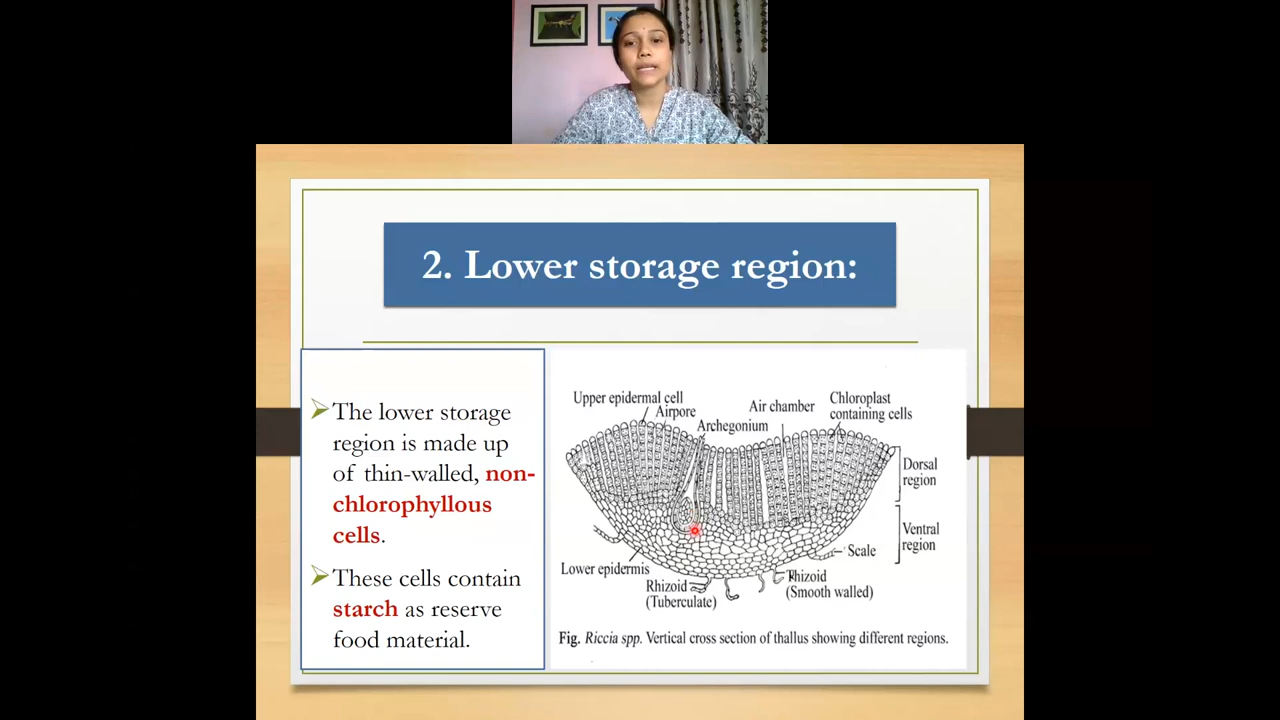 2. Lower storage region:
The lower storage
region is made up
of thin-walled, non-
chlorophyllous
cells.
These cells contain
starch as reserve
food material.
Upper epidermal cell
Airpore
Archegonium
Air chamber
Chloroplast
containing cells
Dorsal
region
Ventral
region
Scale
Lower epidermis
Rhizoid
(Tuberculate)
Rhizoid
(Smooth walled)
Fig. Riccia spp. Vertical cross section of thallus showing different regions.